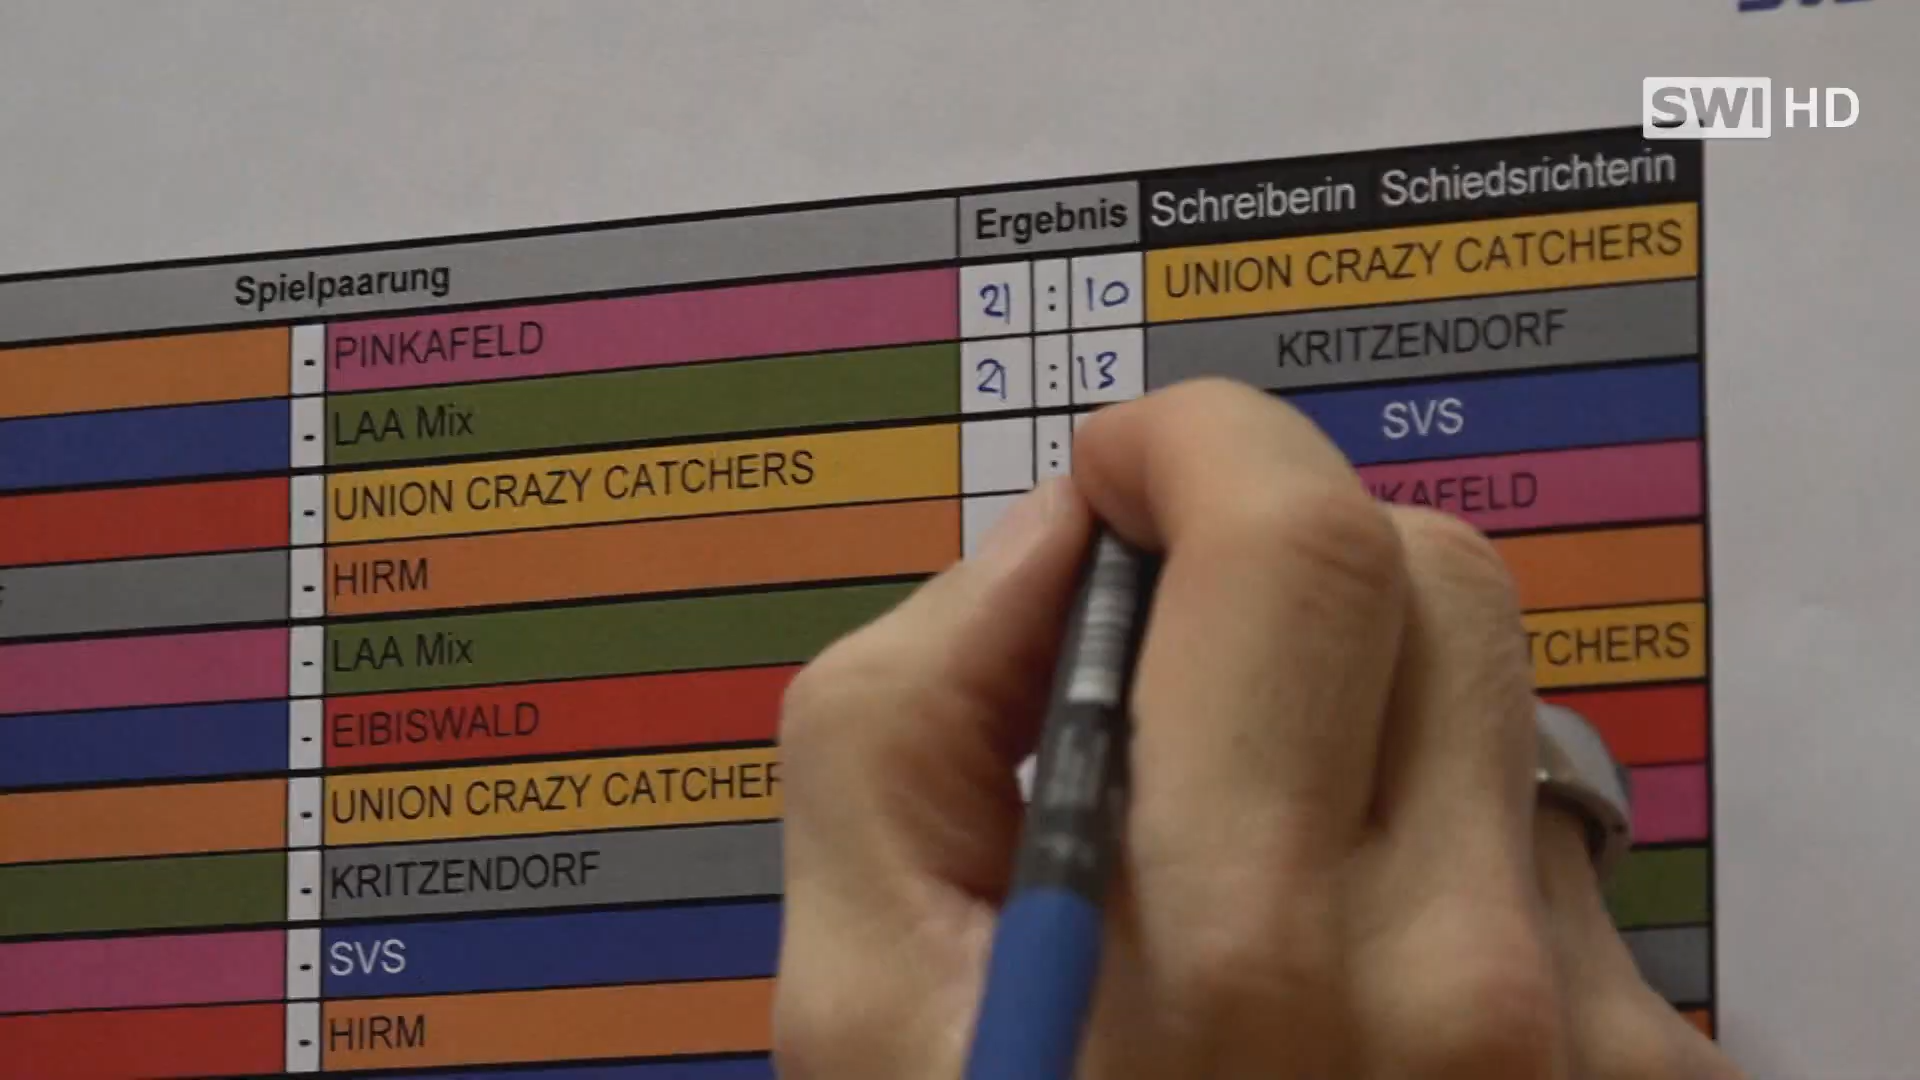 SWI HD
Spielpaarung Ergebnis Schreiberin Schiedsrichterin
- PINKAFELD 21 : 10 UNION CRAZY CATCHERS
- LAA Mix 21 : 13 KRITZENDORF
- UNION CRAZY CATCHERS : SVS
- HIRM
- LAA Mix
- EIBISWALD
- UNION CRAZY
- KRITZENDORF
- SVS
- HIRM